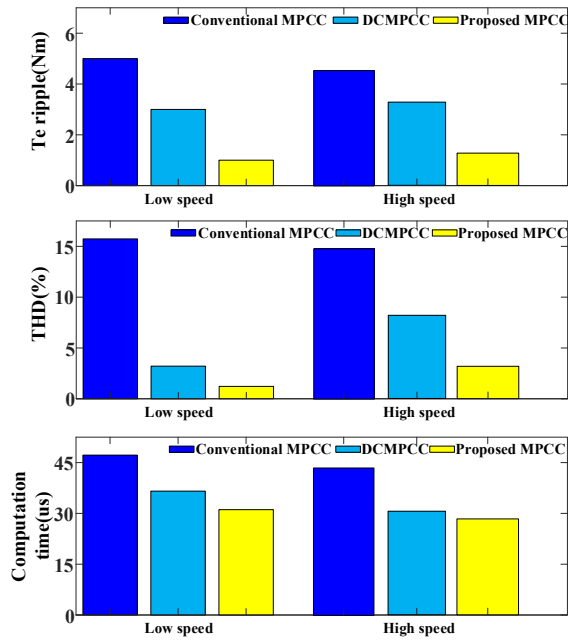 Te ripple(Nm)
6
4
2
0
Conventional MPCC DCMPCC Proposed MPCC
Low speed High speed
THD(%)
15
10
5
0
Conventional MPCC DCMPCC Proposed MPCC
Low speed High speed
Computation
time(us)
45
30
15
0
Conventional MPCC DCMPCC Proposed MPCC
Low speed High speed